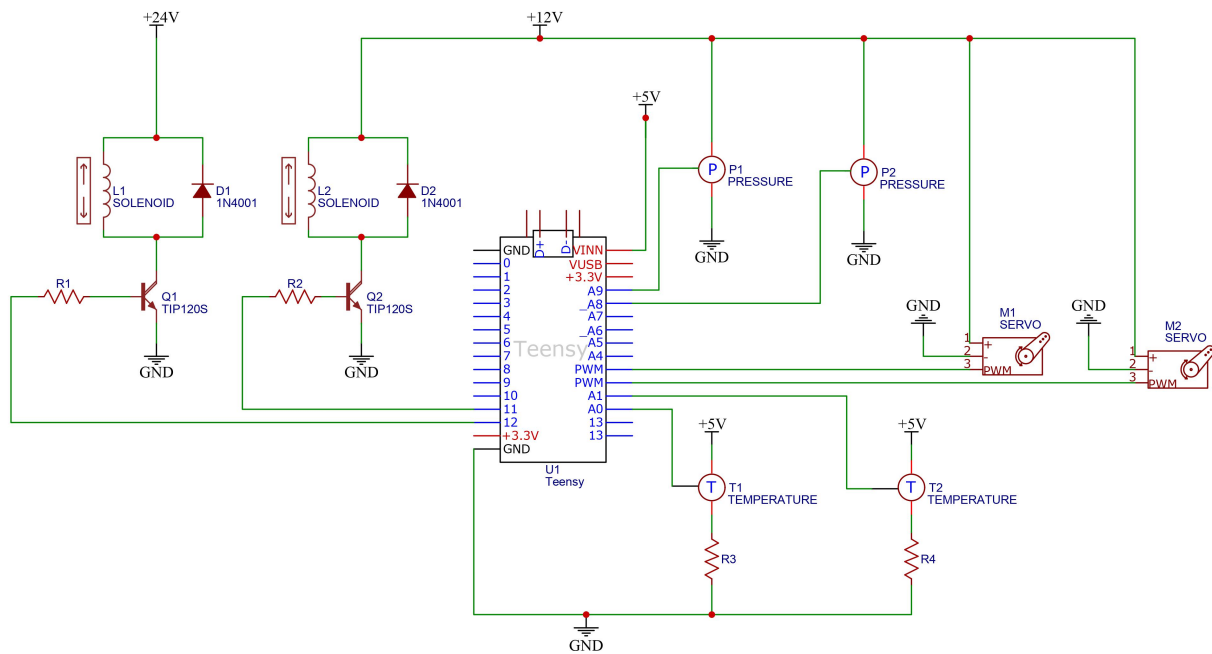 +24V
+12V
+5V
L1
SOLENOID
D1
1N4001
L2
SOLENOID
D2
1N4001
P
P1
PRESSURE
P
P2
PRESSURE
GND
GND
R1
Q1
TIP120S
GND
R2
Q2
TIP120S
GND
D+
D-
GND
0
1
2
3
4
5
6
7
8
9
10
11
12
+3.3V
GND
VINN
VUSB
+3.3V
A9
_A8
A7
_A6
A5
A4
PWM
PWM
A1
A0
13
13
Teensy
U1
Teensy
GND
M1
SERVO
1
2
3
+
-
PWM
GND
M2
SERVO
1
2
3
+
-
PWM
+5V
T
T1
TEMPERATURE
R3
+5V
T
T2
TEMPERATURE
R4
GND